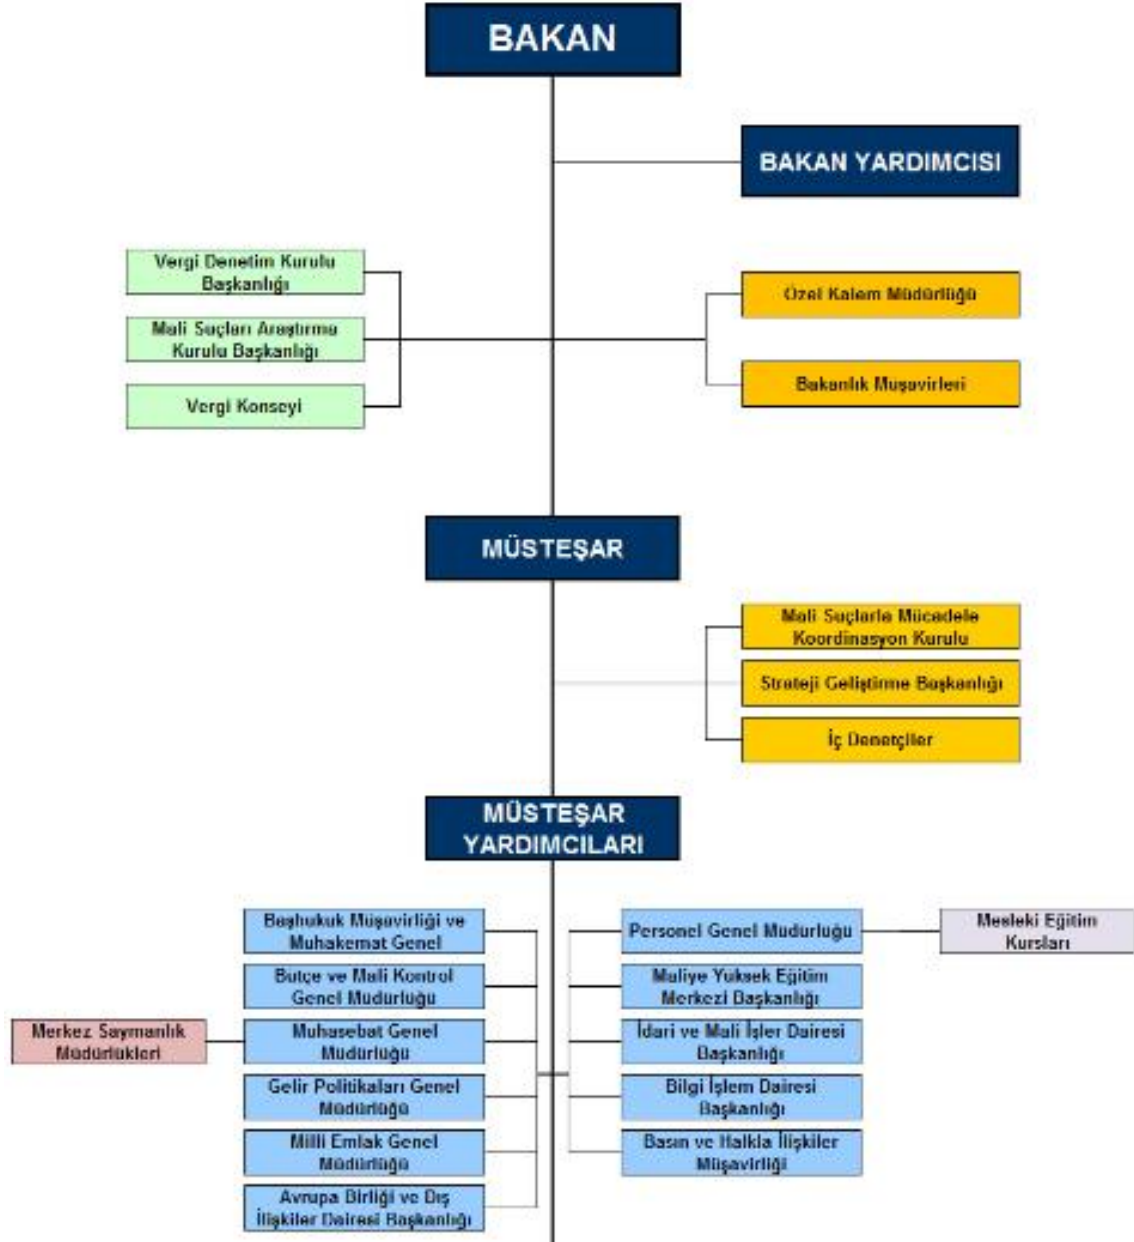 BAKAN
BAKAN YARDIMCISI
Vergi Denetim Kurulu
Başkanlığı
Mali Suçları Araştırma
Kurulu Başkanlığı
Vergi Konseyi
Özel Kalem Müdürlüğü
Bakanlık Muşavirleri
MÜSTEŞAR
Mali Suçlarla Mücadele
Koordinasyon Kurulu
Strateji Geliştirme Başkanlığı
İç Denetçiler
MÜSTEŞAR
YARDIMCILARI
Başhukuk Müşavirliği ve
Muhakemat Genel
Butçe ve Mali Kontrol
Genel Müdürlüğü
Merkez Saymanlık
Müdürlükleri
Muhasebat Genel
Müdürlüğü
Gelir Politikaları Genel
Müdürlüğü
Milli Emlak Genel
Müdürlüğü
Avrupa Birliği ve Dış
İlişkiler Dairesi Başkanlığı
Personel Genel Müdürlüğü
Mesleki Eğitim
Kursları
Maliye Yuksek Eğitim
Merkezi Başkanlığı
İdari ve Mali İşler Dairesi
Başkanlığı
Bilgi İşlem Dairesi
Başkanlığı
Basın ve Halkla İlişkiler
Müşavirliği